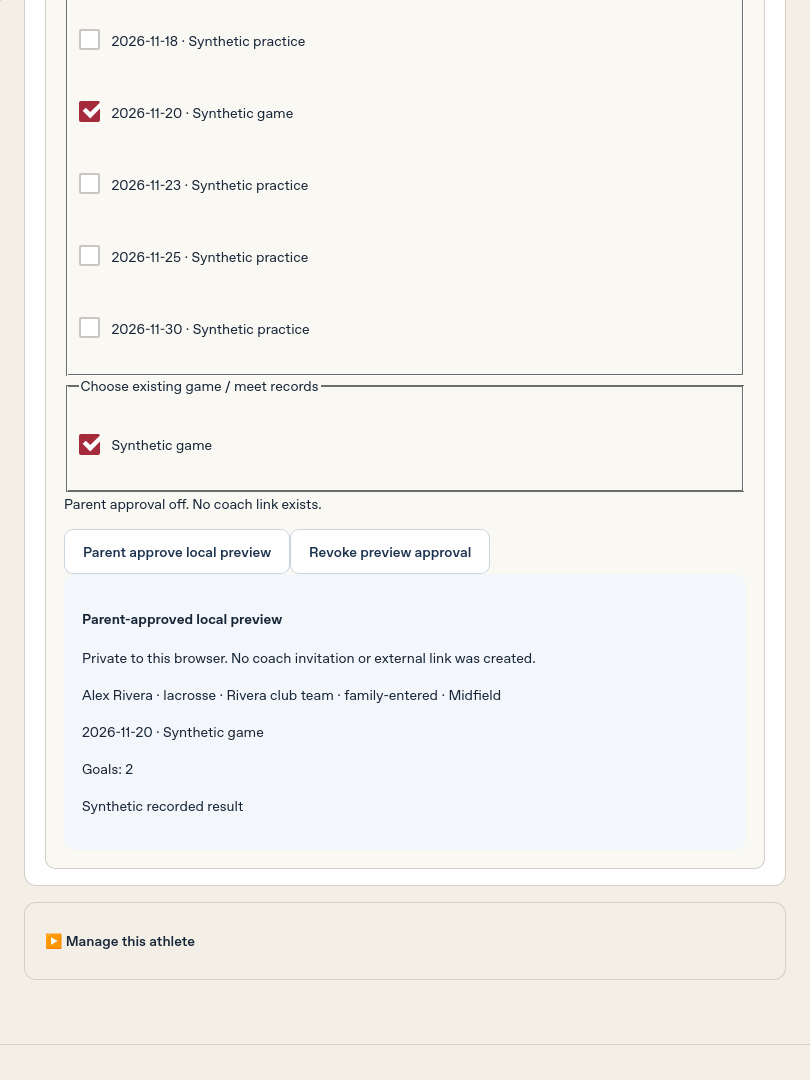 2026-11-18 · Synthetic practice
2026-11-20 · Synthetic game
2026-11-23 · Synthetic practice
2026-11-25 · Synthetic practice
2026-11-30 · Synthetic practice
Choose existing game / meet records
Synthetic game
Parent approval off. No coach link exists.
Parent approve local preview
Revoke preview approval
Parent-approved local preview
Private to this browser. No coach invitation or external link was created.
Alex Rivera · lacrosse · Rivera club team · family-entered · Midfield
2026-11-20 · Synthetic game
Goals: 2
Synthetic recorded result
Manage this athlete